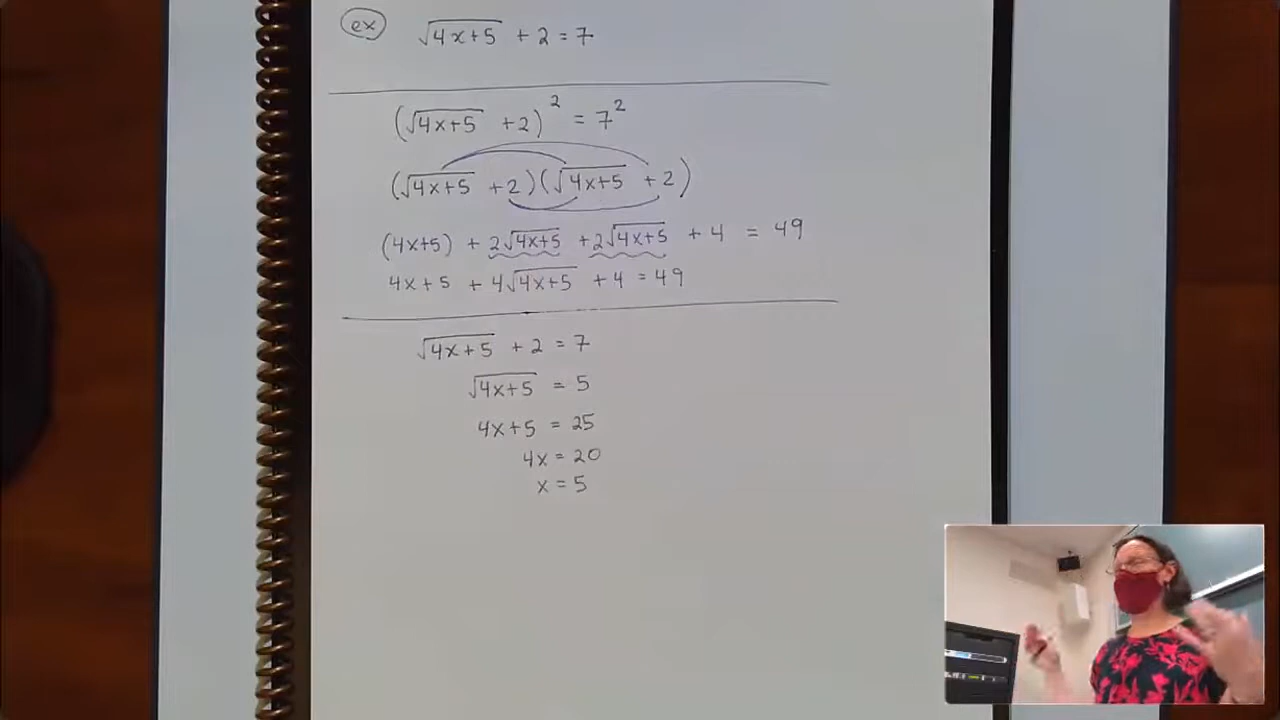 ex √4x+5 + 2 = 7
(√4x+5 + 2)² = 7²
(√4x+5 + 2)(√4x+5 + 2)
(4x+5) + 2√4x+5 + 2√4x+5 + 4 = 49
4x+5 + 4√4x+5 + 4 = 49
√4x+5 + 2 = 7
√4x+5 = 5
4x+5 = 25
4x = 20
x = 5